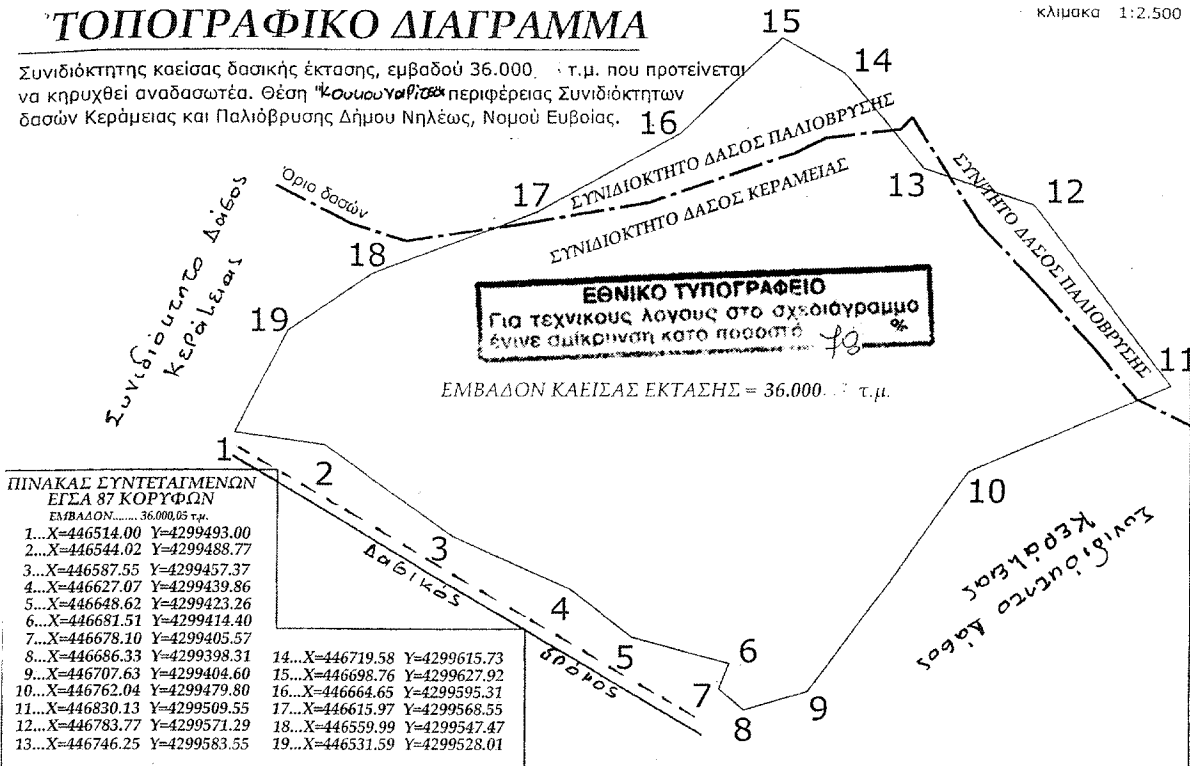 ΤΟΠΟΓΡΑΦΙΚΟ ΔΙΑΓΡΑΜΜΑ
κλιμακα 1:2.500
Συνιδιόκτητης καείσας δασικής έκτασης, εμβαδού 36.000 τ.μ. που προτείνεται
να κηρυχθεί αναδασωτέα. Θέση περιφέρειας Συνιδιόκτητων
δασών Κεράμειας και Παλιόβρυσης Δήμου Νηλέως, Νομού Ευβοίας.
15
14
16
13
12
17
18
19
11
10
1
2
3
4
5
6
7
8
9
Όρια δασών
ΣΥΝΙΔΙΟΚΤΗΤΟ ΔΑΣΟΣ ΠΑΛΙΟΒΡΥΣΗΣ
ΣΥΝΙΔΙΟΚΤΗΤΟ ΔΑΣΟΣ ΚΕΡΑΜΕΙΑΣ
ΣΥΝ/ΤΗΤΟ ΔΑΣΟΣ ΠΑΛΙΟΒΡΥΣΗΣ
Συνιδιόκτητο Δάσος
Κεράμειας
ΕΘΝΙΚΟ ΤΥΠΟΓΡΑΦΕΙΟ
Για τεχνικους λογους στο σχεδιάγραμμα
έγινε σμίκρυνση κατα ποσοστό 78 %
ΕΜΒΑΔΟΝ ΚΑΕΙΣΑΣ ΕΚΤΑΣΗΣ = 36.000 τ.μ.
Δασικός δρόμος
Συνιδιόκτητο Δάσος
Κεράμειας
ΠΙΝΑΚΑΣ ΣΥΝΤΕΤΑΓΜΕΝΩΝ
ΕΓΣΑ 87 ΚΟΡΥΦΩΝ
ΕΜΒΑΔΟΝ....... 36.000,05 τ.μ.
1...X=446514.00 Y=4299493.00
2...X=446544.02 Y=4299488.77
3...X=446587.55 Y=4299457.37
4...X=446627.07 Y=4299439.86
5...X=446648.62 Y=4299423.26
6...X=446681.51 Y=4299414.40
7...X=446678.10 Y=4299405.57
8...X=446686.33 Y=4299398.31
9...X=446707.63 Y=4299404.60
10...X=446762.04 Y=4299479.80
11...X=446830.13 Y=4299509.55
12...X=446783.77 Y=4299571.29
13...X=446746.25 Y=4299583.55
14...X=446719.58 Y=4299615.73
15...X=446698.76 Y=4299627.92
16...X=446664.65 Y=4299595.31
17...X=446615.97 Y=4299568.55
18...X=446559.99 Y=4299547.47
19...X=446531.59 Y=4299528.01